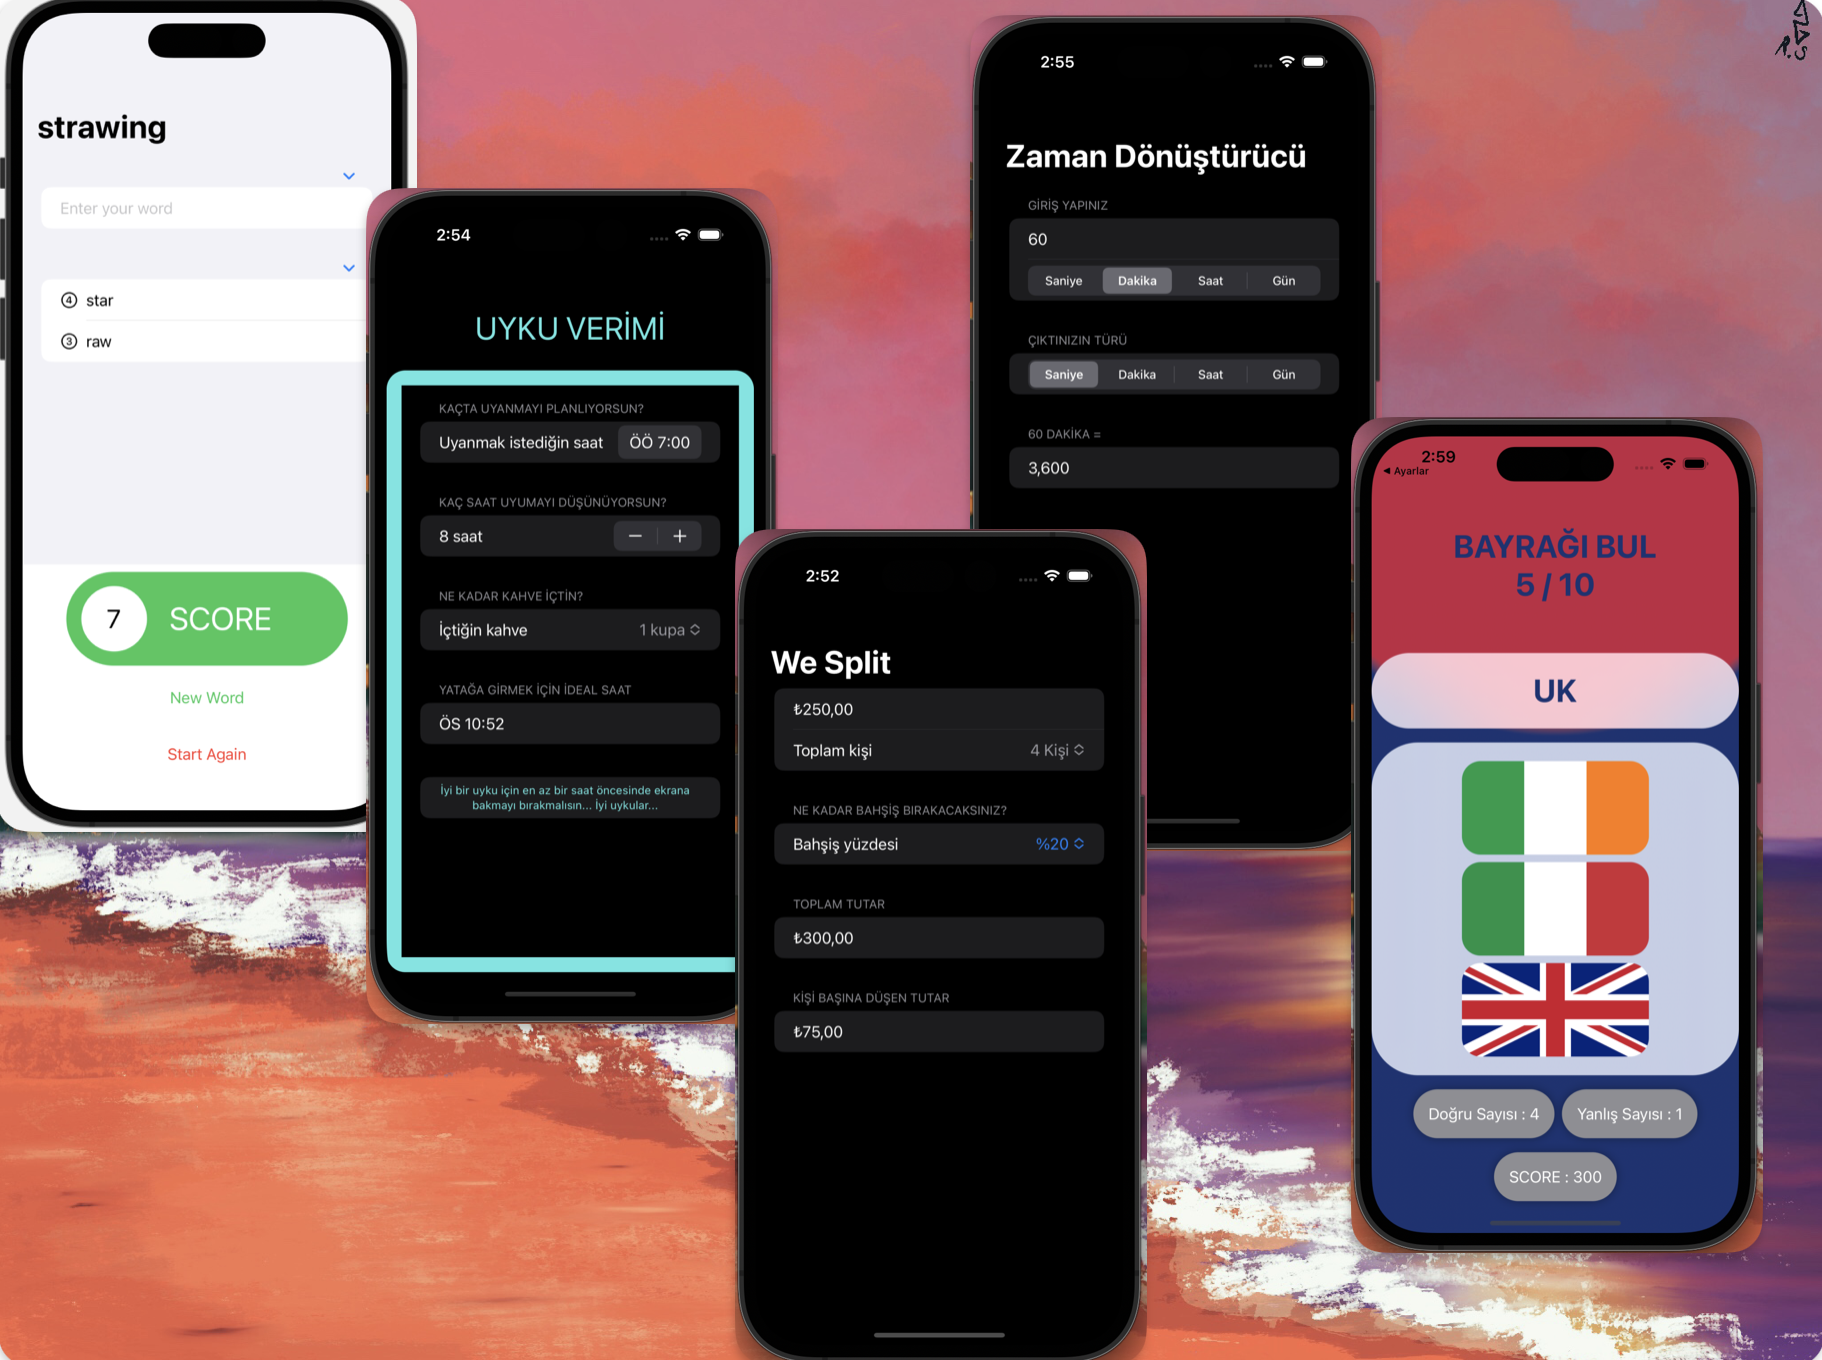 strawing
Enter your word
4 star
3 raw
7 SCORE
New Word
Start Again
2:54
UYKU VERİMİ
KAÇTA UYANMAYI PLANLIYORSUN?
Uyanmak istediğin saat ÖÖ 7:00
KAÇ SAAT UYUMAYI DÜŞÜNÜYORSUN?
8 saat − +
NE KADAR KAHVE İÇTİN?
İçtiğin kahve 1 kupa
YATAĞA GİRMEK İÇİN İDEAL SAAT
ÖS 10:52
İyi bir uyku için en az bir saat öncesinde ekrana
bakmayı bırakmalısın... İyi uykular...
2:52
We Split
₺250,00
Toplam kişi 4 Kişi
NE KADAR BAHŞİŞ BIRAKACAKSINIZ?
Bahşiş yüzdesi %20
TOPLAM TUTAR
₺300,00
KİŞİ BAŞINA DÜŞEN TUTAR
₺75,00
2:55
Zaman Dönüştürücü
GİRİŞ YAPINIZ
60
Saniye Dakika Saat Gün
ÇIKTINIZIN TÜRÜ
Saniye Dakika Saat Gün
60 DAKİKA =
3,600
2:59
◂ Ayarlar
BAYRAĞI BUL
5 / 10
UK
Doğru Sayısı : 4 Yanlış Sayısı : 1
SCORE : 300